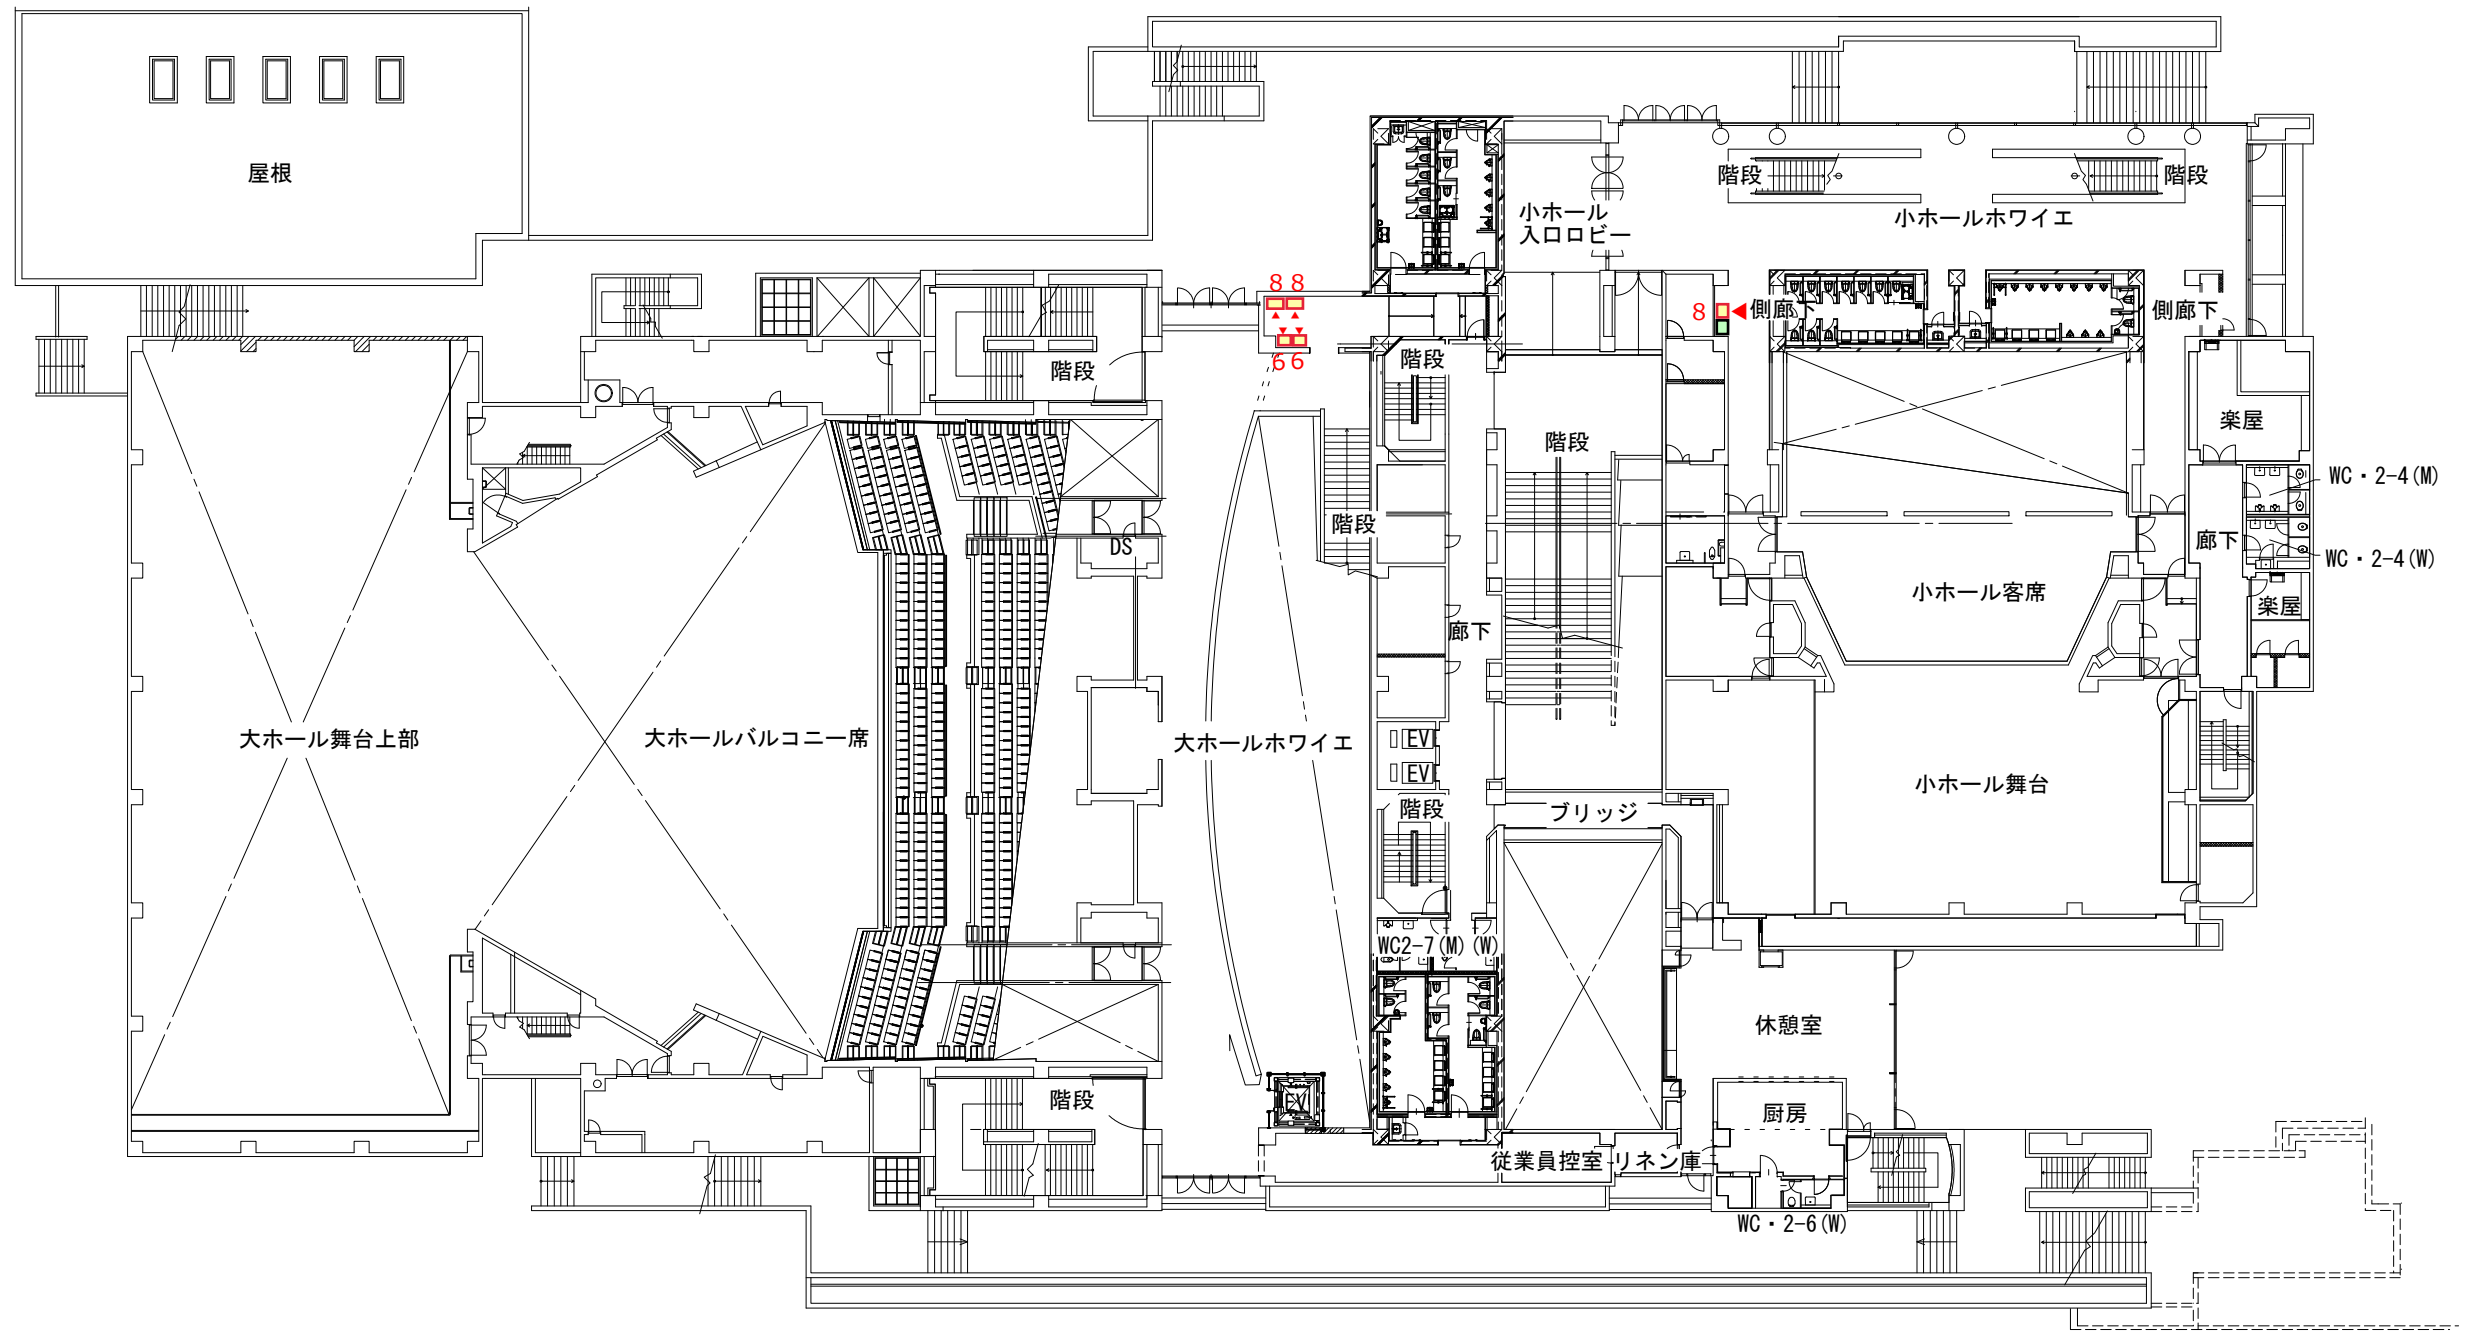 屋根
階段
階段
小ホール
入口ロビー
小ホールホワイエ
8 8
8
側廊下
側廊下
6 6
階段
階段
楽屋
階段
WC・2-4(M)
階段
DS
廊下
WC・2-4(W)
小ホール客席
楽屋
廊下
大ホール舞台上部
大ホールバルコニー席
大ホールホワイエ
EV
EV
小ホール舞台
階段
ブリッジ
WC2-7(M)(W)
休憩室
階段
EV
厨房
従業員控室
リネン庫
WC・2-6(W)